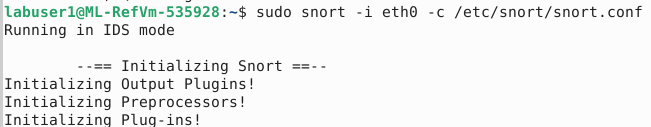 labuser1@ML-RefVm-535928:~$ sudo snort -i eth0 -c /etc/snort/snort.conf
Running in IDS mode
--== Initializing Snort ==--
Initializing Output Plugins!
Initializing Preprocessors!
Initializing Plug-ins!